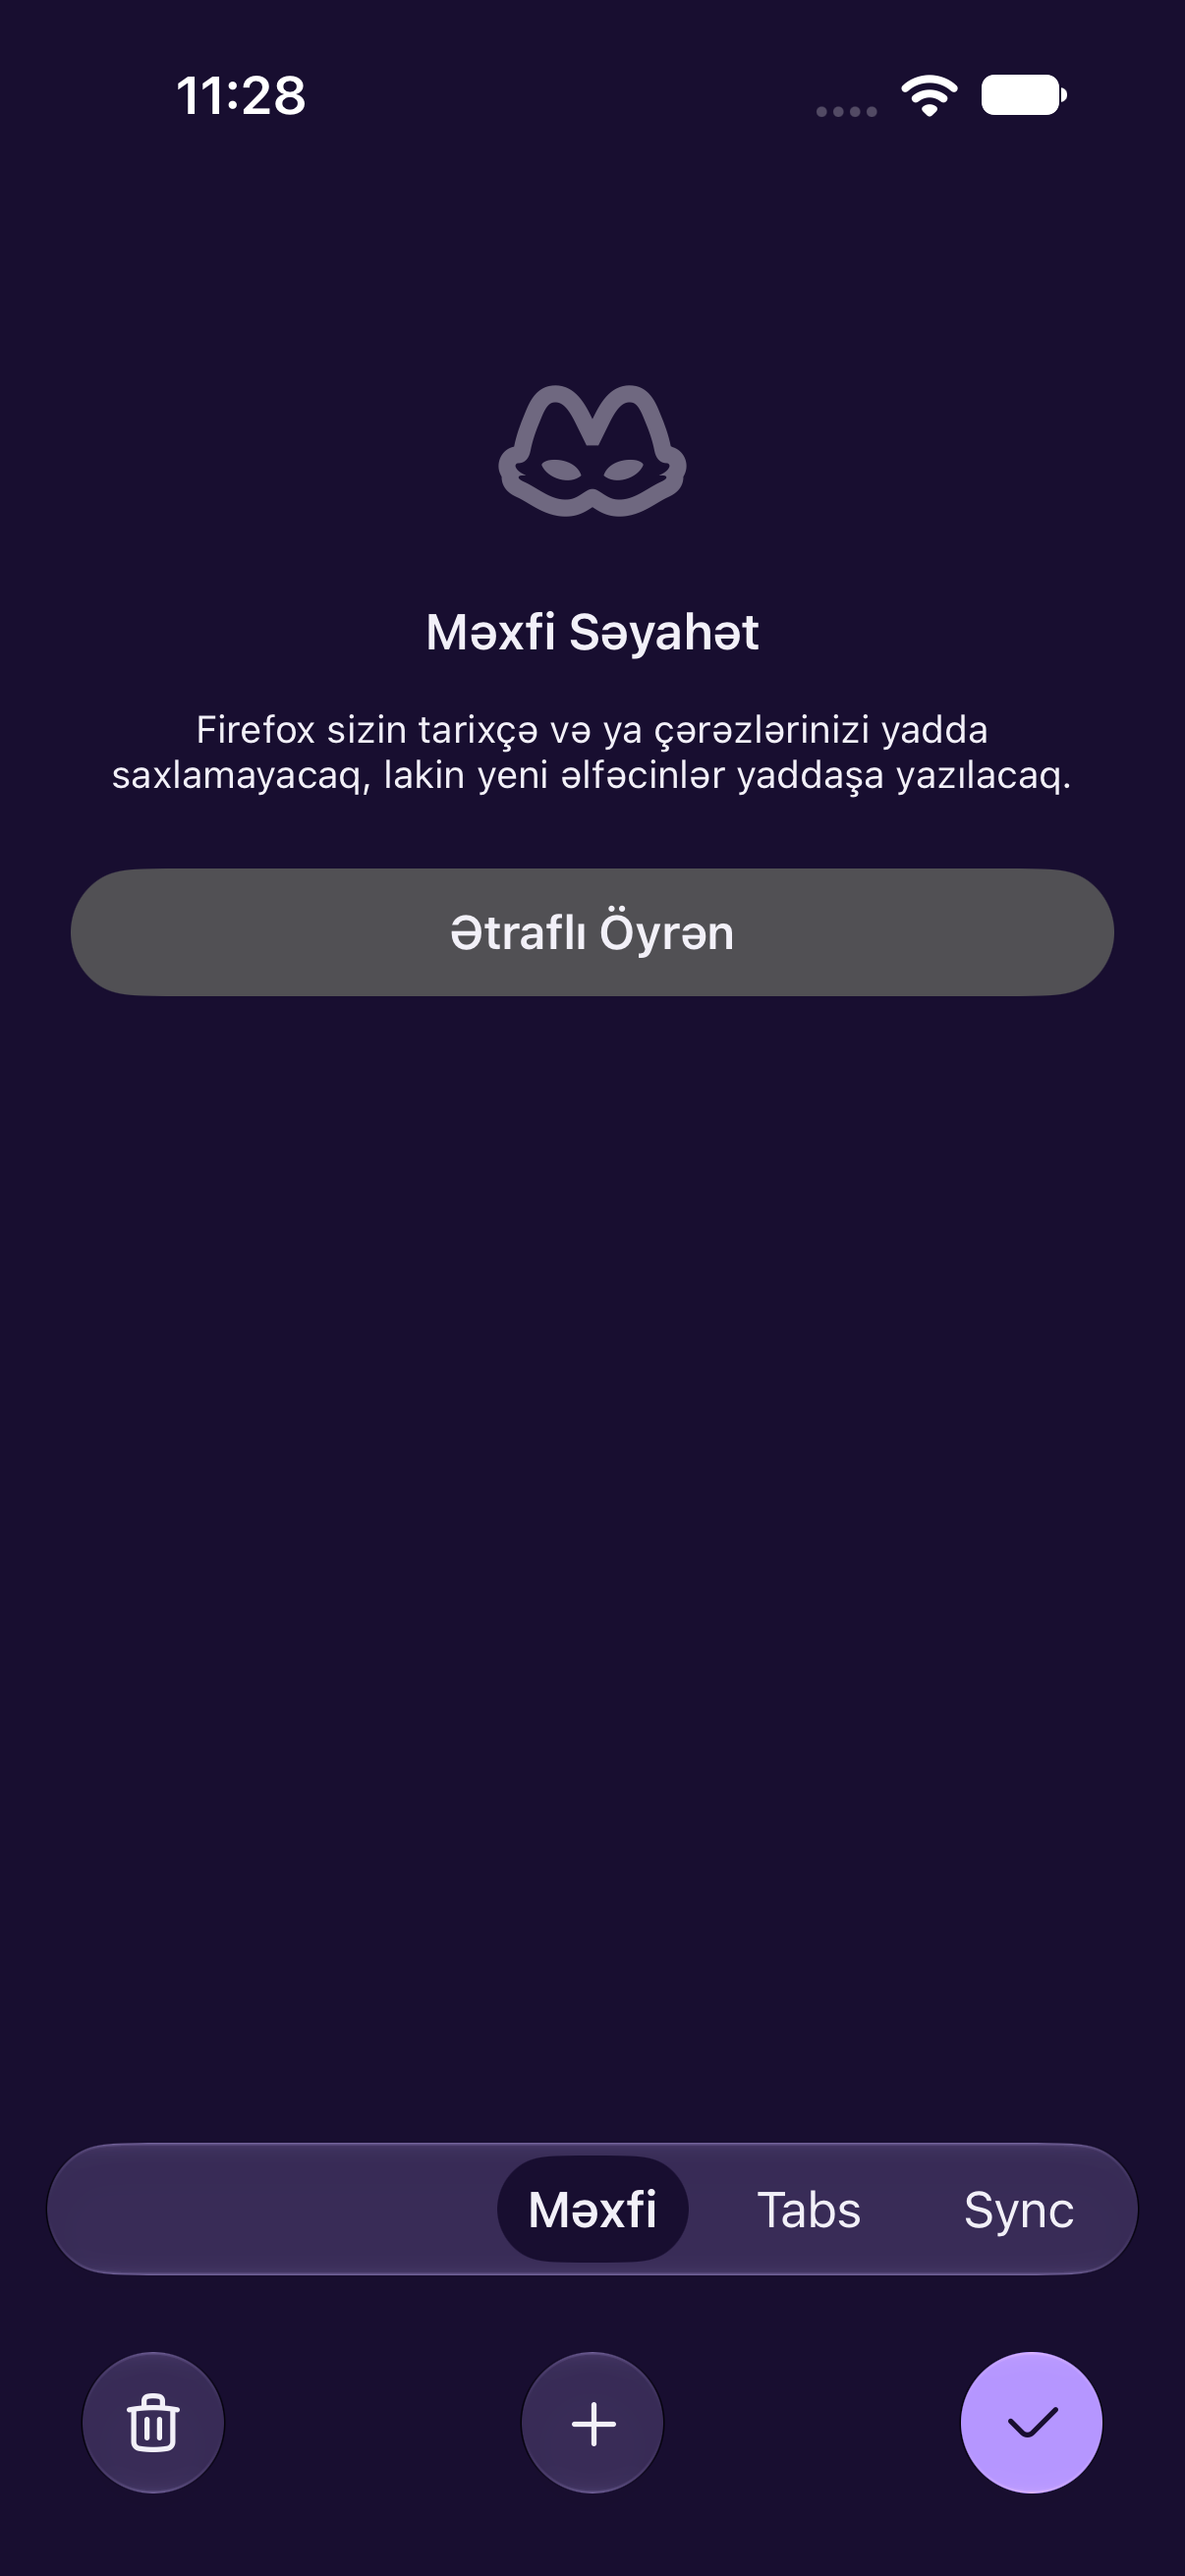 11:28
Məxfi Səyahət
Firefox sizin tarixçə və ya çərəzlərinizi yadda
saxlamayacaq, lakin yeni əlfəcinlər yaddaşa yazılacaq.
Ətraflı Öyrən
Məxfi Tabs Sync